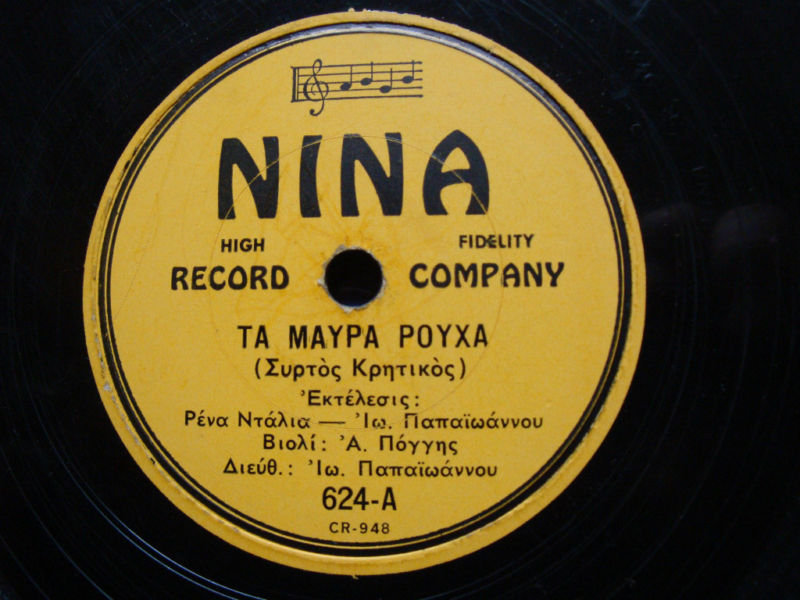 NINA
HIGH FIDELITY
RECORD COMPANY
ΤΑ ΜΑΥΡΑ ΡΟΥΧΑ
(Συρτὸς Κρητικὸς)
Ἐκτέλεσις:
Ρένα Ντάλια — Ἰω. Παπαϊωάννου
Βιολί: Ἀ. Πόγγης
Διεύθ.: Ἰω. Παπαϊωάννου
624-A
CR-948